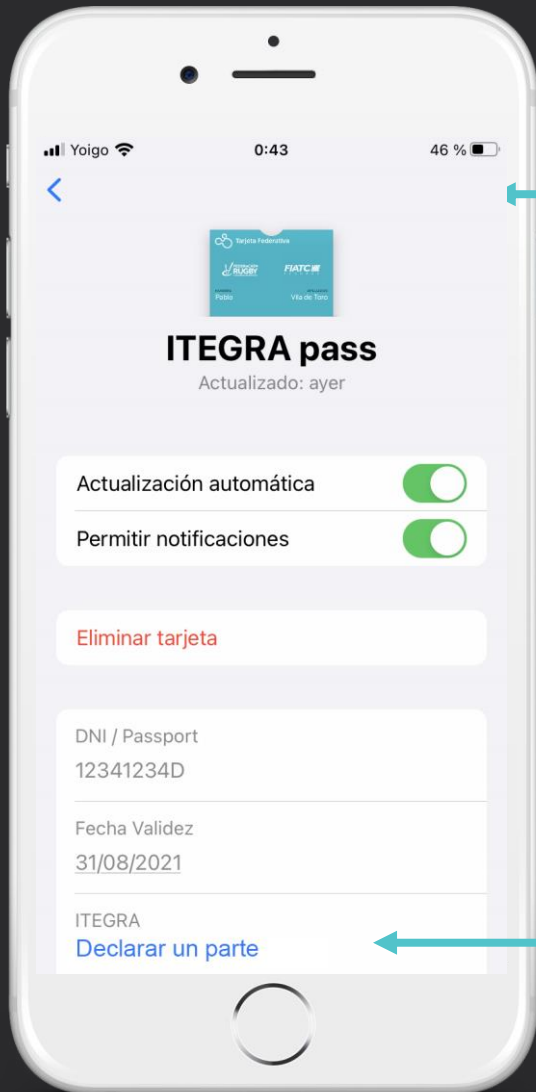 Yoigo 0:43 46 %
Tarjeta Federativa
RUGBY FIATC
Pablo Vila de Toro
ITEGRA pass
Actualizado: ayer
Actualización automática
Permitir notificaciones
Eliminar tarjeta
DNI / Passport
12341234D
Fecha Validez
31/08/2021
ITEGRA
Declarar un parte